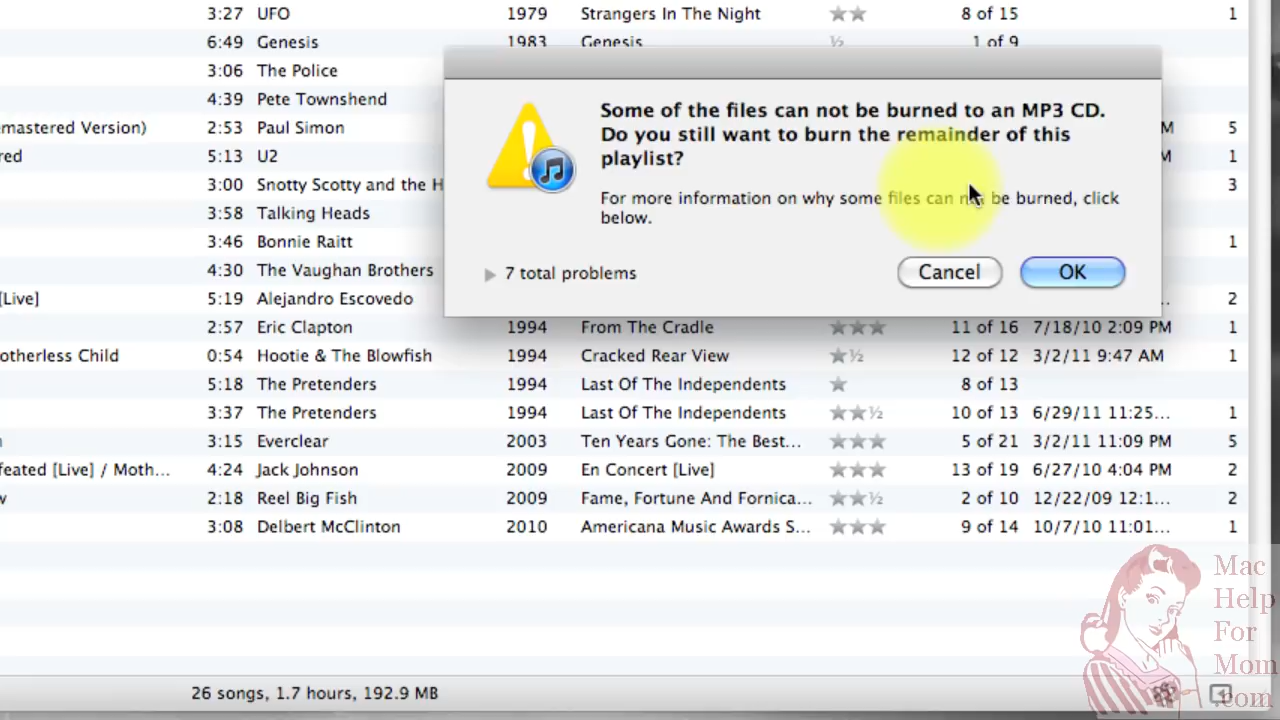 3:27 UFO 1979 Strangers In The Night 8 of 15 1
6:49 Genesis 1983 Genesis ½ 1 of 9
3:06 The Police
4:39 Pete Townshend
emastered Version) 2:53 Paul Simon M 5
red 5:13 U2 M 1
3:00 Snotty Scotty and the H 3
3:58 Talking Heads
3:46 Bonnie Raitt 1
4:30 The Vaughan Brothers
[Live] 5:19 Alejandro Escovedo ... 2
Some of the files can not be burned to an MP3 CD.
Do you still want to burn the remainder of this
playlist?
For more information on why some files can not be burned, click
below.
7 total problems Cancel OK
2:57 Eric Clapton 1994 From The Cradle 11 of 16 7/18/10 2:09 PM 1
otherless Child 0:54 Hootie & The Blowfish 1994 Cracked Rear View ½ 12 of 12 3/2/11 9:47 AM 1
5:18 The Pretenders 1994 Last Of The Independents 8 of 13
3:37 The Pretenders 1994 Last Of The Independents ½ 10 of 13 6/29/11 11:25... 1
n 3:15 Everclear 2003 Ten Years Gone: The Best... 5 of 21 3/2/11 11:09 PM 5
feated [Live] / Moth... 4:24 Jack Johnson 2009 En Concert [Live] 13 of 19 6/27/10 4:04 PM 2
w 2:18 Reel Big Fish 2009 Fame, Fortune And Fornica... ½ 2 of 10 12/22/09 12:1... 2
3:08 Delbert McClinton 2010 Americana Music Awards S... 9 of 14 10/7/10 11:01... 1
26 songs, 1.7 hours, 192.9 MB
Mac
Help
For
Mom
.com